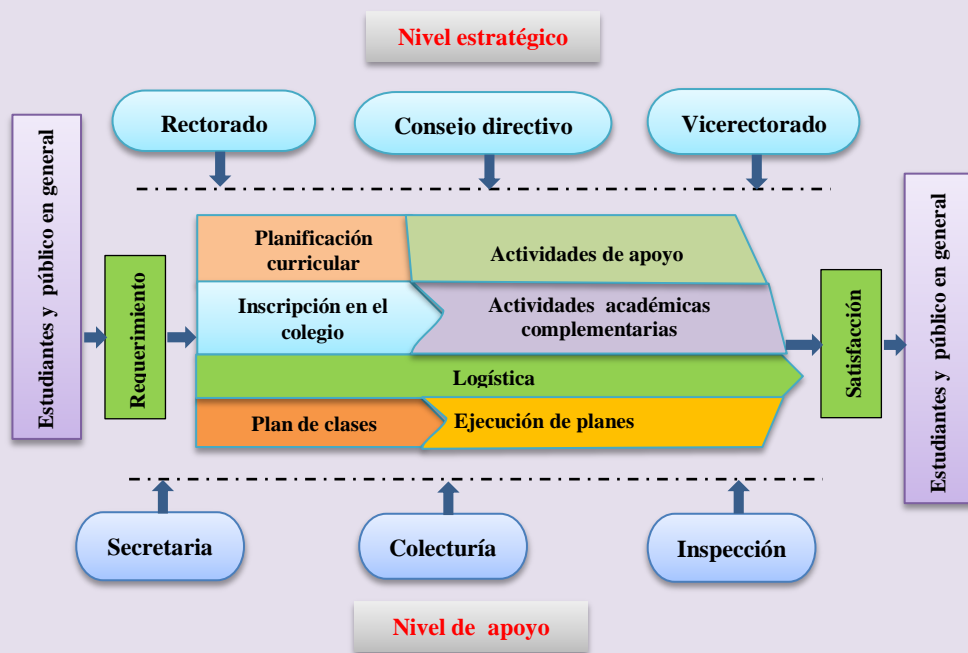 Nivel estratégico
Rectorado
Consejo directivo
Vicerectorado
Estudiantes y público en general
Requerimiento
Planificación
curricular
Actividades de apoyo
Inscripción en el
colegio
Actividades académicas
complementarias
Logística
Plan de clases
Ejecución de planes
Satisfacción
Estudiantes y público en general
Secretaria
Colecturía
Inspección
Nivel de apoyo